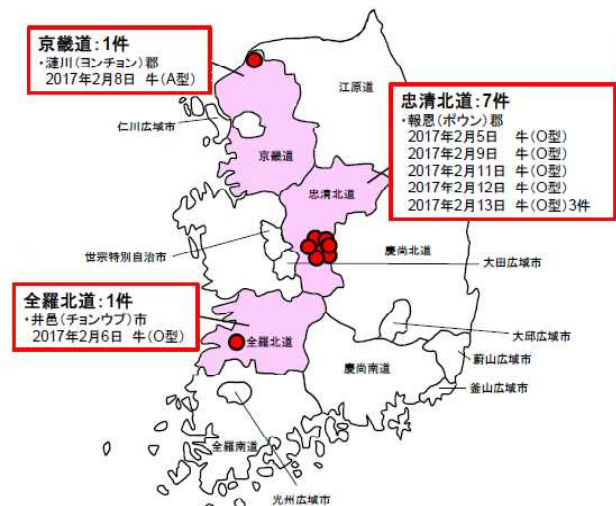 京畿道：1件
・漣川（ヨンチョン）郡
2017年2月8日　牛（A型）
江原道
忠清北道：7件
・報恩（ボウン）郡
2017年2月5日　牛（O型）
2017年2月9日　牛（O型）
2017年2月11日　牛（O型）
2017年2月12日　牛（O型）
2017年2月13日　牛（O型）3件
仁川広域市
京畿道
忠清北道
世宗特別自治市
慶尚北道
大田広域市
全羅北道：1件
・井邑（チョンウブ）市
2017年2月6日　牛（O型）
全羅北道
大邱広域市
慶尚南道
蔚山広域市
釜山広域市
全羅南道
光州広域市